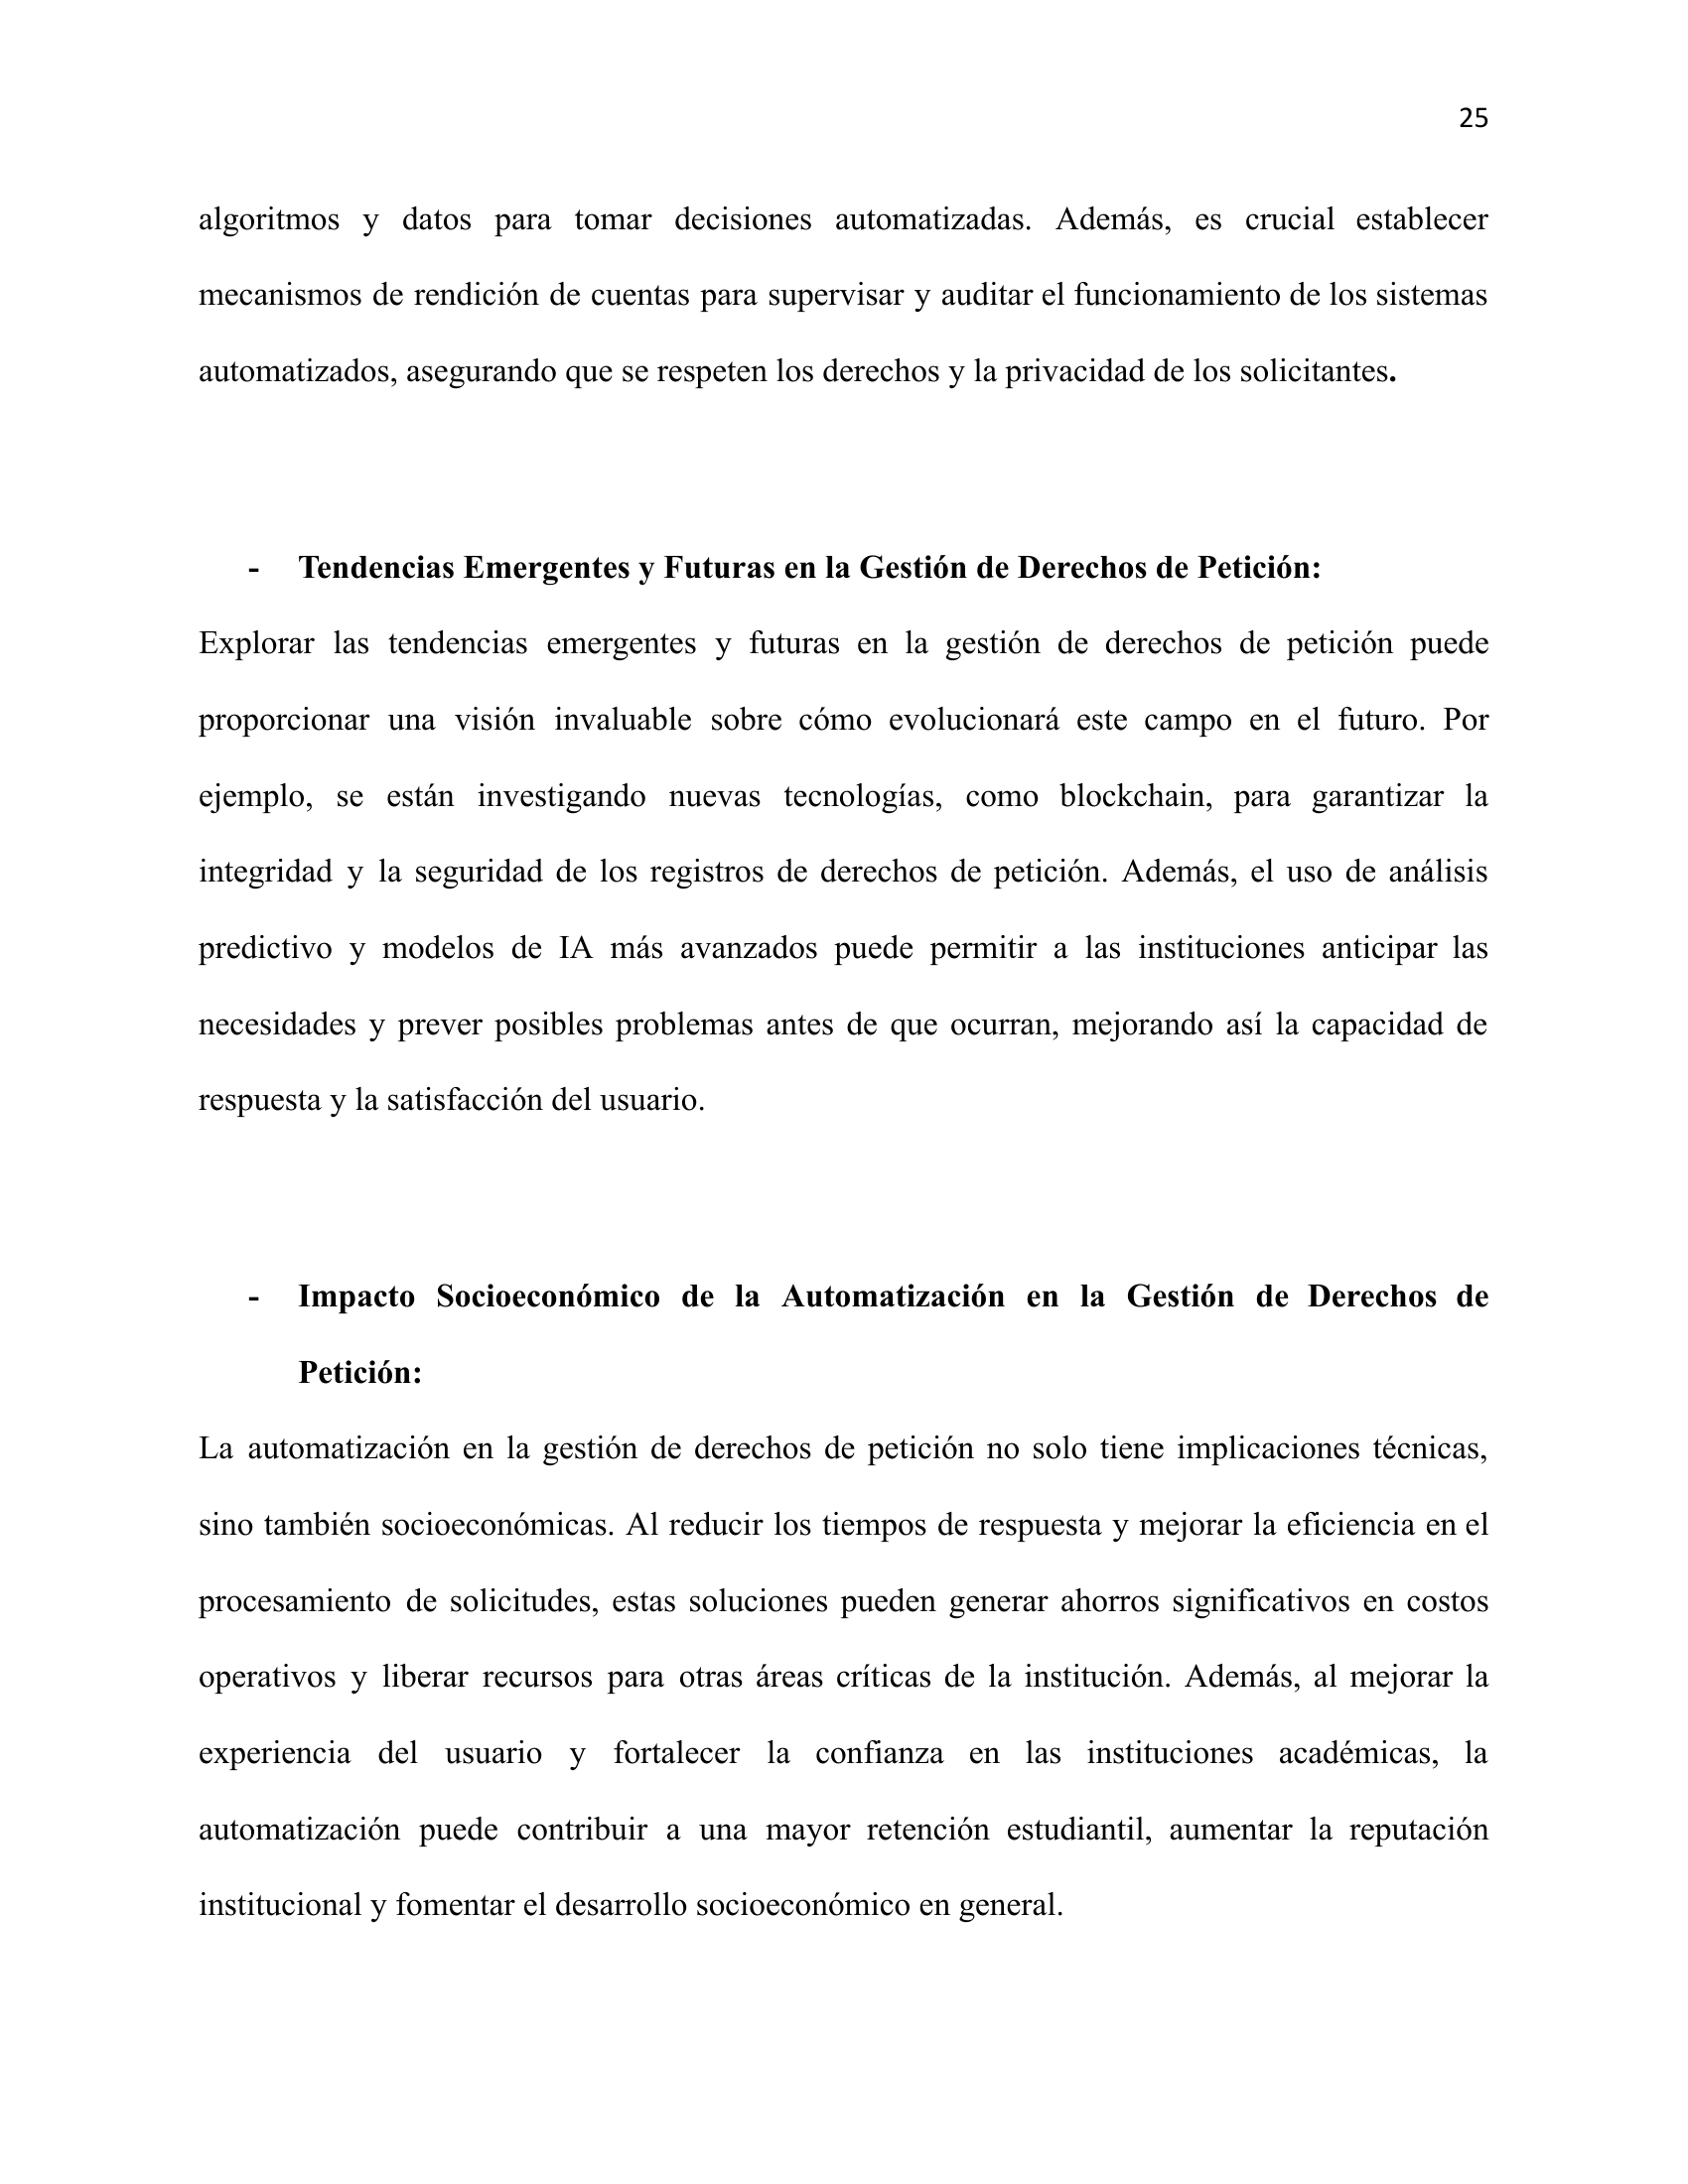 25
algoritmos y datos para tomar decisiones automatizadas. Además, es crucial establecer
mecanismos de rendición de cuentas para supervisar y auditar el funcionamiento de los sistemas
automatizados, asegurando que se respeten los derechos y la privacidad de los solicitantes.
- Tendencias Emergentes y Futuras en la Gestión de Derechos de Petición:
Explorar las tendencias emergentes y futuras en la gestión de derechos de petición puede
proporcionar una visión invaluable sobre cómo evolucionará este campo en el futuro. Por
ejemplo, se están investigando nuevas tecnologías, como blockchain, para garantizar la
integridad y la seguridad de los registros de derechos de petición. Además, el uso de análisis
predictivo y modelos de IA más avanzados puede permitir a las instituciones anticipar las
necesidades y prever posibles problemas antes de que ocurran, mejorando así la capacidad de
respuesta y la satisfacción del usuario.
- Impacto Socioeconómico de la Automatización en la Gestión de Derechos de
Petición:
La automatización en la gestión de derechos de petición no solo tiene implicaciones técnicas,
sino también socioeconómicas. Al reducir los tiempos de respuesta y mejorar la eficiencia en el
procesamiento de solicitudes, estas soluciones pueden generar ahorros significativos en costos
operativos y liberar recursos para otras áreas críticas de la institución. Además, al mejorar la
experiencia del usuario y fortalecer la confianza en las instituciones académicas, la
automatización puede contribuir a una mayor retención estudiantil, aumentar la reputación
institucional y fomentar el desarrollo socioeconómico en general.